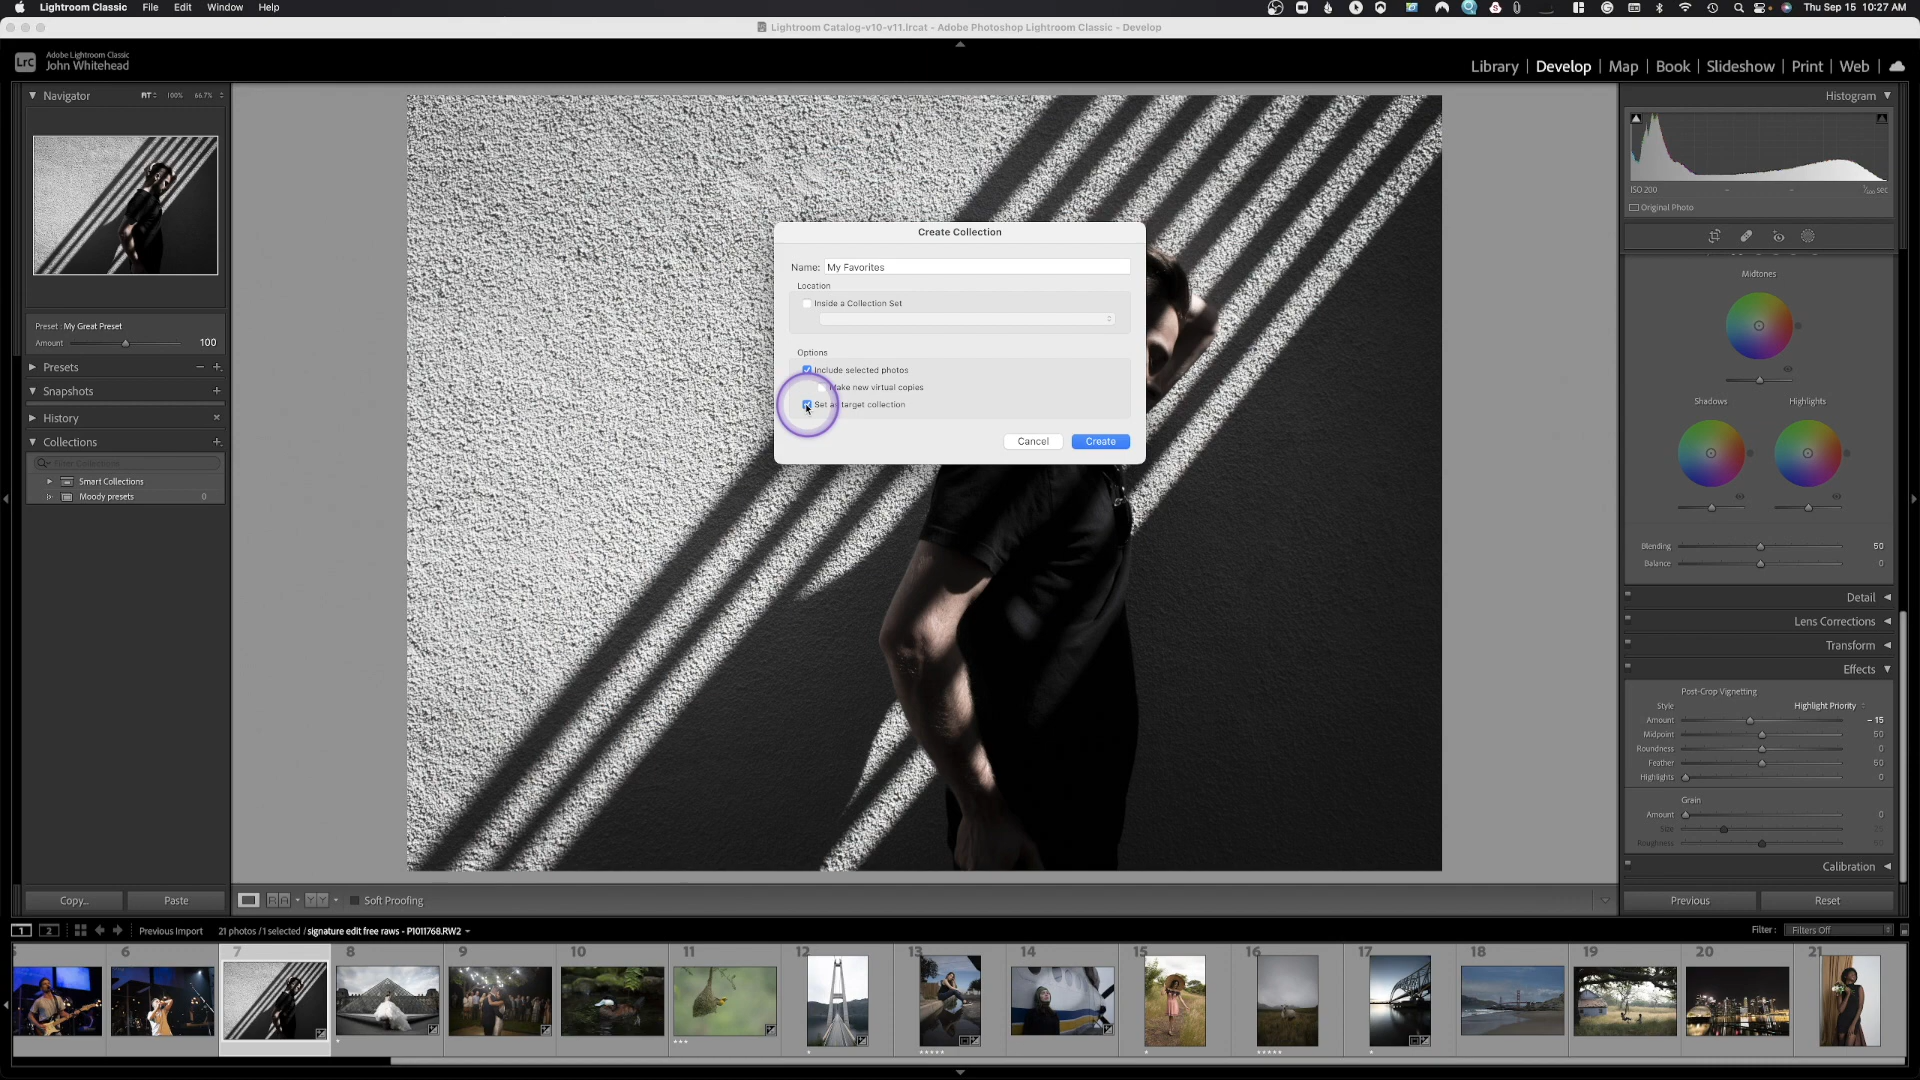 Lightroom Classic File Edit Window Help
Thu Sep 15 10:27 AM
Lightroom Catalog-v10-v11.lrcat - Adobe Photoshop Lightroom Classic - Develop
LrC
Adobe Lightroom Classic
John Whitehead
Library | Develop | Map | Book | Slideshow | Print | Web
Navigator FIT 100% 66.7%
Preset : My Great Preset
Amount 100
Presets
Snapshots
History
Collections
Filter Collections
Smart Collections
Moody presets 0
Copy... Paste
Create Collection
Name: My Favorites
Location
Inside a Collection Set
Options
Include selected photos
Make new virtual copies
Set as target collection
Cancel Create
Histogram
ISO 200
Original Photo
Midtones
Shadows Highlights
Blending 50
Balance 0
Detail
Lens Corrections
Transform
Effects
Post-Crop Vignetting
Style Highlight Priority
Amount - 15
Midpoint 50
Roundness 0
Feather 50
Highlights 0
Grain
Amount 0
Size 25
Roughness 50
Calibration
Previous Reset
Soft Proofing
1 2 Previous Import 21 photos / 1 selected / signature edit free raws - P1011768.RW2
Filter : Filters Off
6 7 8 9 10 11 12 13 14 15 16 17 18 19 20 21